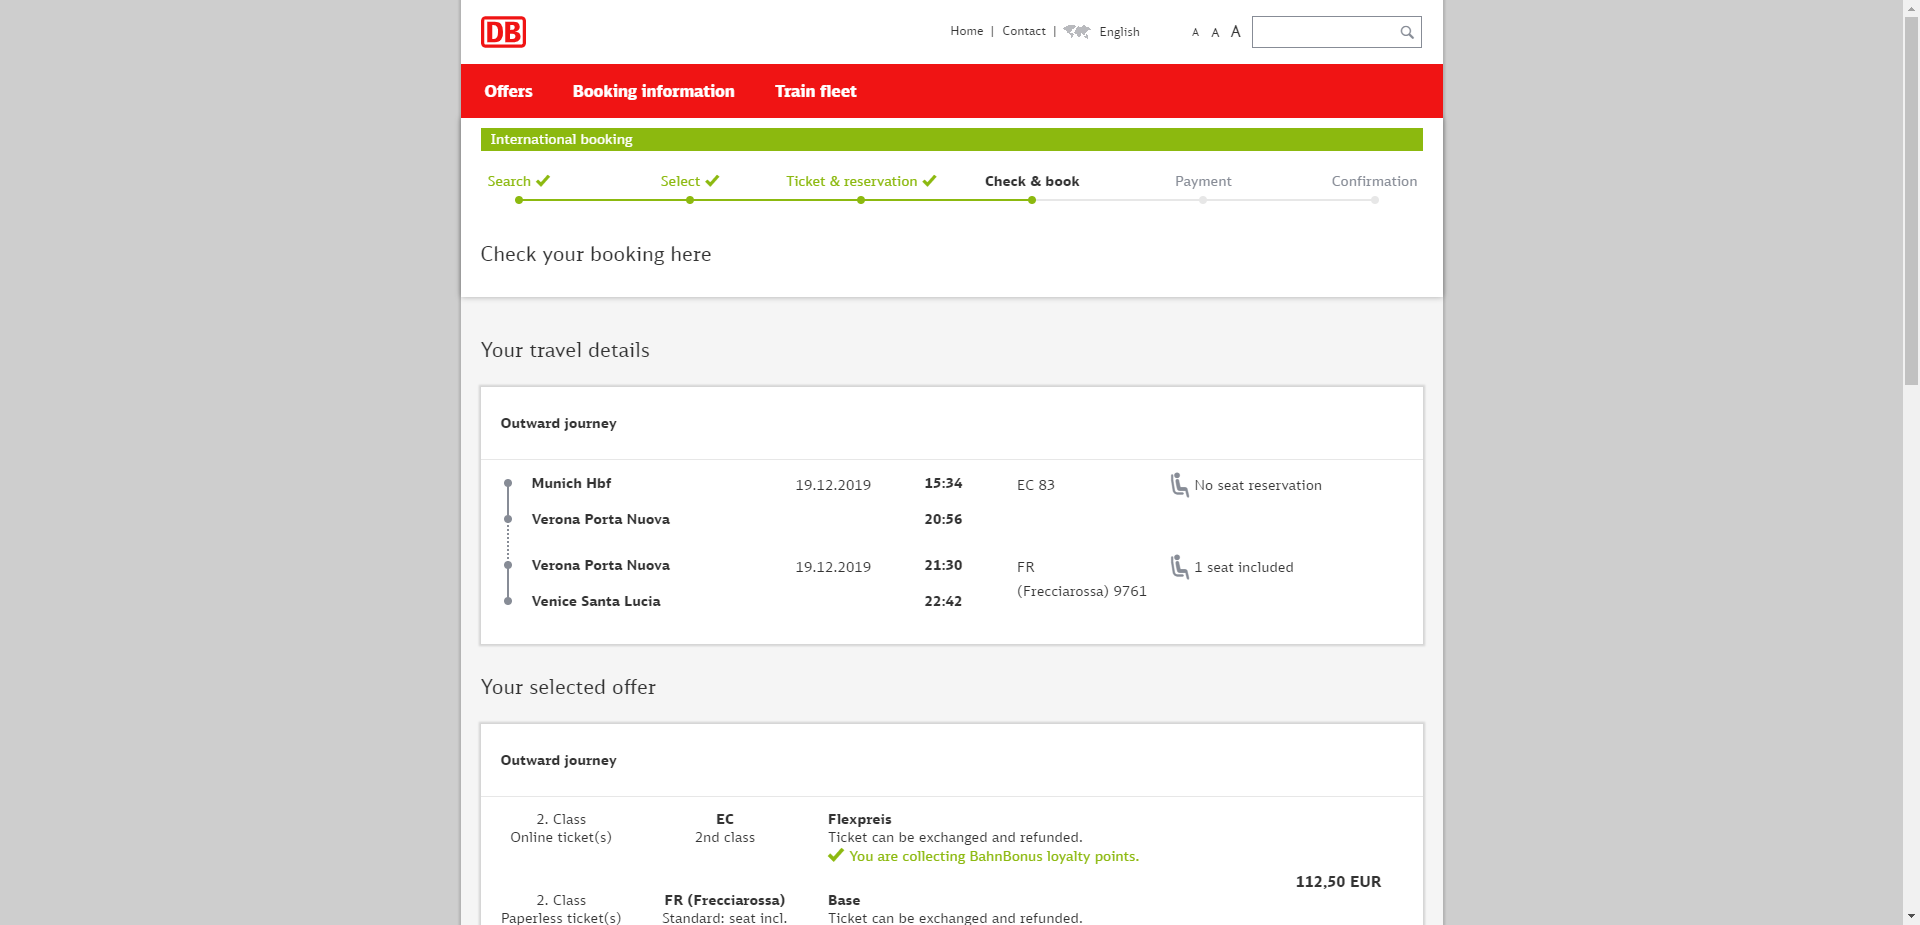 DB
Home | Contact | English
A A A
Offers Booking information Train fleet
International booking
Search Select Ticket & reservation Check & book Payment Confirmation
Check your booking here
Your travel details
Outward journey
Munich Hbf 19.12.2019 15:34 EC 83 No seat reservation
Verona Porta Nuova 20:56
Verona Porta Nuova 19.12.2019 21:30 FR 1 seat included
(Frecciarossa) 9761
Venice Santa Lucia 22:42
Your selected offer
Outward journey
2. Class EC Flexpreis
Online ticket(s) 2nd class Ticket can be exchanged and refunded.
You are collecting BahnBonus loyalty points.
112,50 EUR
2. Class FR (Frecciarossa) Base
Paperless ticket(s) Standard: seat incl. Ticket can be exchanged and refunded.